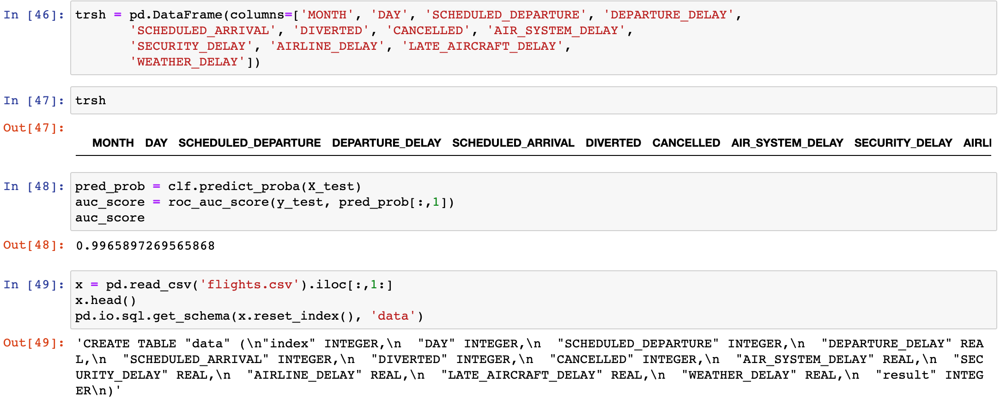 In [46]: trsh = pd.DataFrame(columns=['MONTH', 'DAY', 'SCHEDULED_DEPARTURE', 'DEPARTURE_DELAY',
'SCHEDULED_ARRIVAL', 'DIVERTED', 'CANCELLED', 'AIR_SYSTEM_DELAY',
'SECURITY_DELAY', 'AIRLINE_DELAY', 'LATE_AIRCRAFT_DELAY',
'WEATHER_DELAY'])
In [47]: trsh
Out[47]:
MONTH DAY SCHEDULED_DEPARTURE DEPARTURE_DELAY SCHEDULED_ARRIVAL DIVERTED CANCELLED AIR_SYSTEM_DELAY SECURITY_DELAY AIRLI
In [48]: pred_prob = clf.predict_proba(X_test)
auc_score = roc_auc_score(y_test, pred_prob[:,1])
auc_score
Out[48]: 0.9965897269565868
In [49]: x = pd.read_csv('flights.csv').iloc[:,1:]
x.head()
pd.io.sql.get_schema(x.reset_index(), 'data')
Out[49]: 'CREATE TABLE "data" (\n"index" INTEGER,\n  "DAY" INTEGER,\n  "SCHEDULED_DEPARTURE" INTEGER,\n  "DEPARTURE_DELAY" REA
L,\n  "SCHEDULED_ARRIVAL" INTEGER,\n  "DIVERTED" INTEGER,\n  "CANCELLED" INTEGER,\n  "AIR_SYSTEM_DELAY" REAL,\n  "SEC
URITY_DELAY" REAL,\n  "AIRLINE_DELAY" REAL,\n  "LATE_AIRCRAFT_DELAY" REAL,\n  "WEATHER_DELAY" REAL,\n  "result" INTEG
ER\n)'